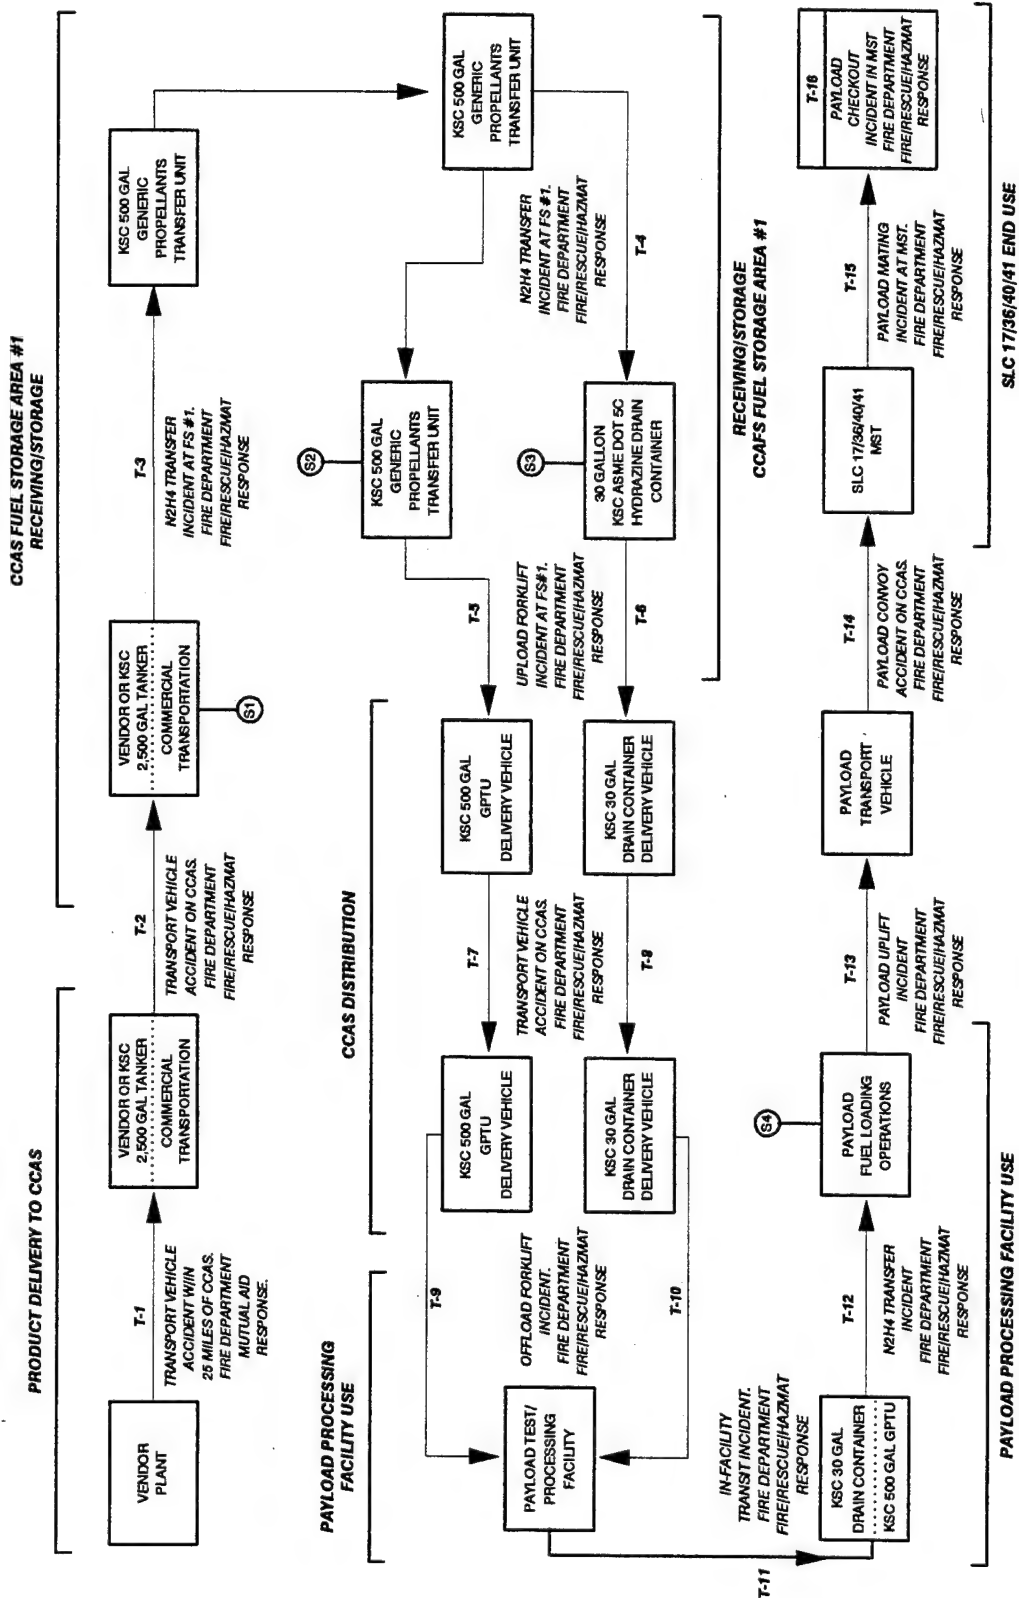 PRODUCT DELIVERY TO CCAS
CCAS FUEL STORAGE AREA #1
RECEIVING/STORAGE
VENDOR
PLANT
T-1
TRANSPORT VEHICLE
ACCIDENT W/IN
25 MILES OF CCAS.
FIRE DEPARTMENT
MUTUAL AID
RESPONSE.
VENDOR OR KSC
2,500 GAL TANKER
COMMERCIAL
TRANSPORTATION
T-2
TRANSPORT VEHICLE
ACCIDENT ON CCAS.
FIRE DEPARTMENT
FIRE/RESCUE/HAZMAT
RESPONSE
VENDOR OR KSC
2,500 GAL TANKER
COMMERCIAL
TRANSPORTATION
S1
T-3
N2H4 TRANSFER
INCIDENT AT FS #1.
FIRE DEPARTMENT
FIRE/RESCUE/HAZMAT
RESPONSE
KSC 500 GAL
GENERIC
PROPELLANTS
TRANSFER UNIT
PAYLOAD PROCESSING
FACILITY USE
CCAS DISTRIBUTION
S2
KSC 500 GAL
GENERIC
PROPELLANTS
TRANSFER UNIT
KSC 500 GAL
GENERIC
PROPELLANTS
TRANSFER UNIT
T-9
KSC 500 GAL
GPTU
DELIVERY VEHICLE
T-7
KSC 500 GAL
GPTU
DELIVERY VEHICLE
T-5
PAYLOAD TEST/
PROCESSING
FACILITY
OFFLOAD FORKLIFT
INCIDENT.
FIRE DEPARTMENT
FIRE/RESCUE/HAZMAT
RESPONSE
TRANSPORT VEHICLE
ACCIDENT ON CCAS.
FIRE DEPARTMENT
FIRE/RESCUE/HAZMAT
RESPONSE
UPLOAD FORKLIFT
INCIDENT AT FS#1.
FIRE DEPARTMENT
FIRE/RESCUE/HAZMAT
RESPONSE
N2H4 TRANSFER
INCIDENT AT FS #1.
FIRE DEPARTMENT
FIRE/RESCUE/HAZMAT
RESPONSE
T-10
KSC 30 GAL
DRAIN CONTAINER
DELIVERY VEHICLE
T-8
KSC 30 GAL
DRAIN CONTAINER
DELIVERY VEHICLE
T-6
S3
30 GALLON
KSC ASME DOT 5C
HYDRAZINE DRAIN
CONTAINER
T-4
RECEIVING/STORAGE
CCAFS FUEL STORAGE AREA #1
T-11
IN-FACILITY
TRANSIT INCIDENT.
FIRE DEPARTMENT
FIRE/RESCUE/HAZMAT
RESPONSE
KSC 30 GAL
DRAIN CONTAINER
KSC 500 GAL GPTU
T-12
N2H4 TRANSFER
INCIDENT
FIRE DEPARTMENT
FIRE/RESCUE/HAZMAT
RESPONSE
S4
PAYLOAD
FUEL LOADING
OPERATIONS
T-13
PAYLOAD UPLIFT
INCIDENT
FIRE DEPARTMENT
FIRE/RESCUE/HAZMAT
RESPONSE
PAYLOAD
TRANSPORT
VEHICLE
T-14
PAYLOAD CONVOY
ACCIDENT ON CCAS.
FIRE DEPARTMENT
FIRE/RESCUE/HAZMAT
RESPONSE
SLC 17/36/40/41
MST
T-15
PAYLOAD MATING
INCIDENT AT MST.
FIRE DEPARTMENT
FIRE/RESCUE/HAZMAT
RESPONSE
T-16
PAYLOAD
CHECKOUT
INCIDENT IN MST
FIRE DEPARTMENT
FIRE/RESCUE/HAZMAT
RESPONSE
PAYLOAD PROCESSING FACILITY USE
SLC 17/36/40/41 END USE